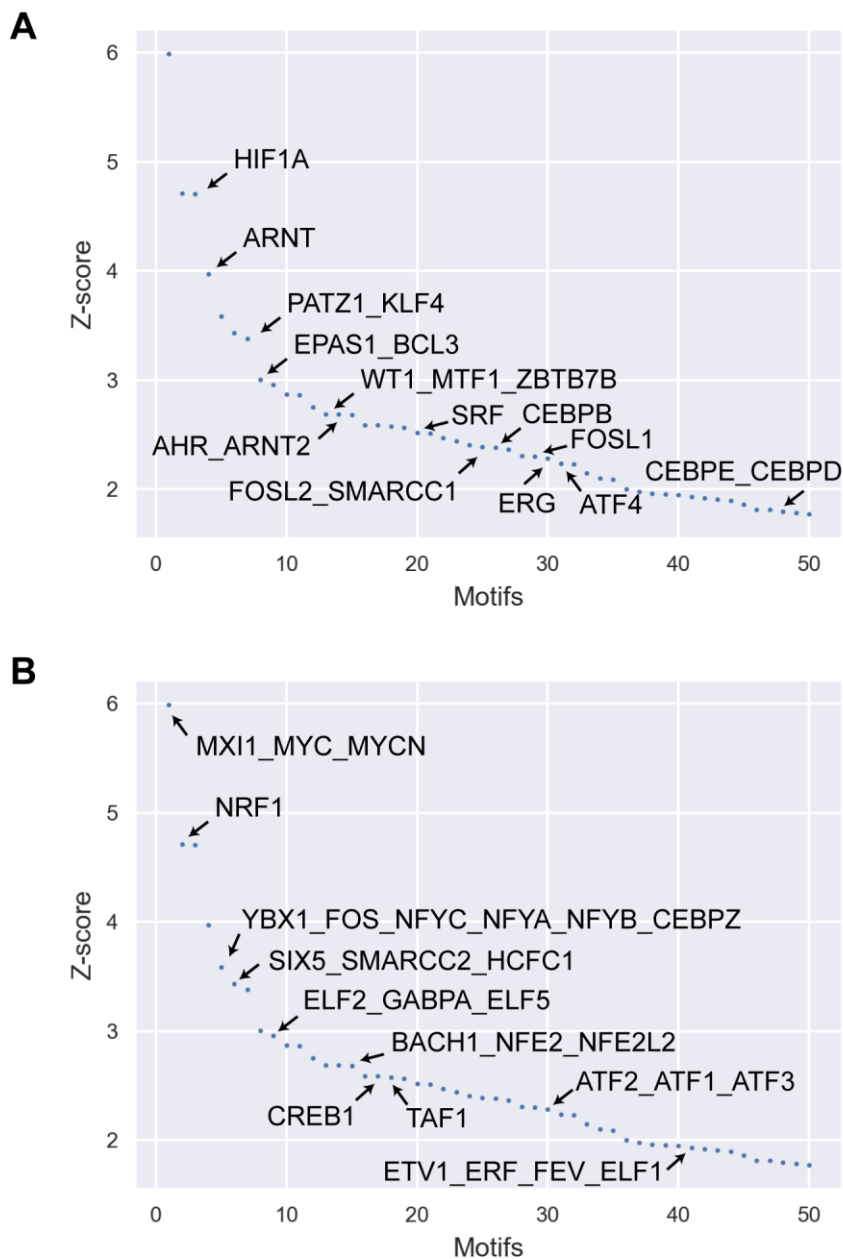 A
6
5
4
3
2
Z-score
HIF1A
ARNT
PATZ1_KLF4
EPAS1_BCL3
WT1_MTF1_ZBTB7B
AHR_ARNT2
SRF
CEBPB
FOSL1
FOSL2_SMARCC1
ERG
ATF4
CEBPE_CEBPD
0 10 20 30 40 50
Motifs
B
6
5
4
3
2
Z-score
MXI1_MYC_MYCN
NRF1
YBX1_FOS_NFYC_NFYA_NFYB_CEBPZ
SIX5_SMARCC2_HCFC1
ELF2_GABPA_ELF5
BACH1_NFE2_NFE2L2
ATF2_ATF1_ATF3
CREB1
TAF1
ETV1_ERF_FEV_ELF1
0 10 20 30 40 50
Motifs